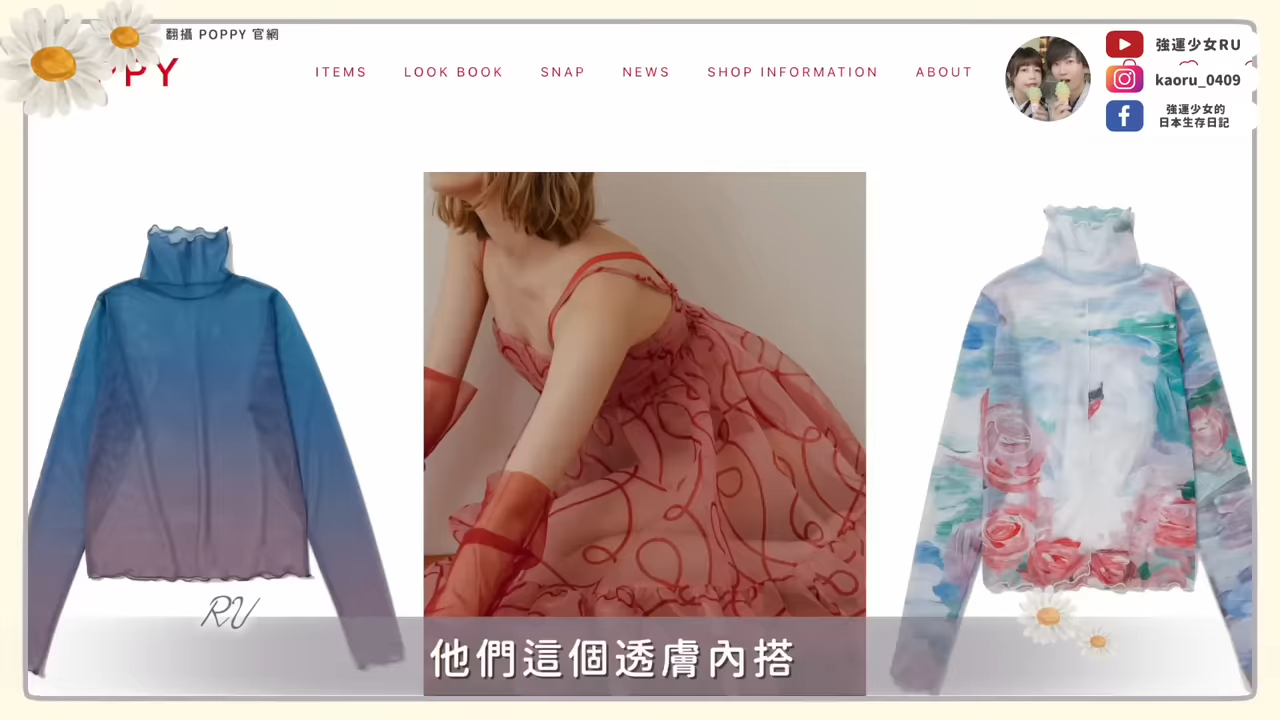 翻攝 POPPY 官網
PPY
ITEMS LOOK BOOK SNAP NEWS SHOP INFORMATION ABOUT
強運少女RU
kaoru_0409
強運少女的
日本生存日記
RU
他們這個透膚內搭